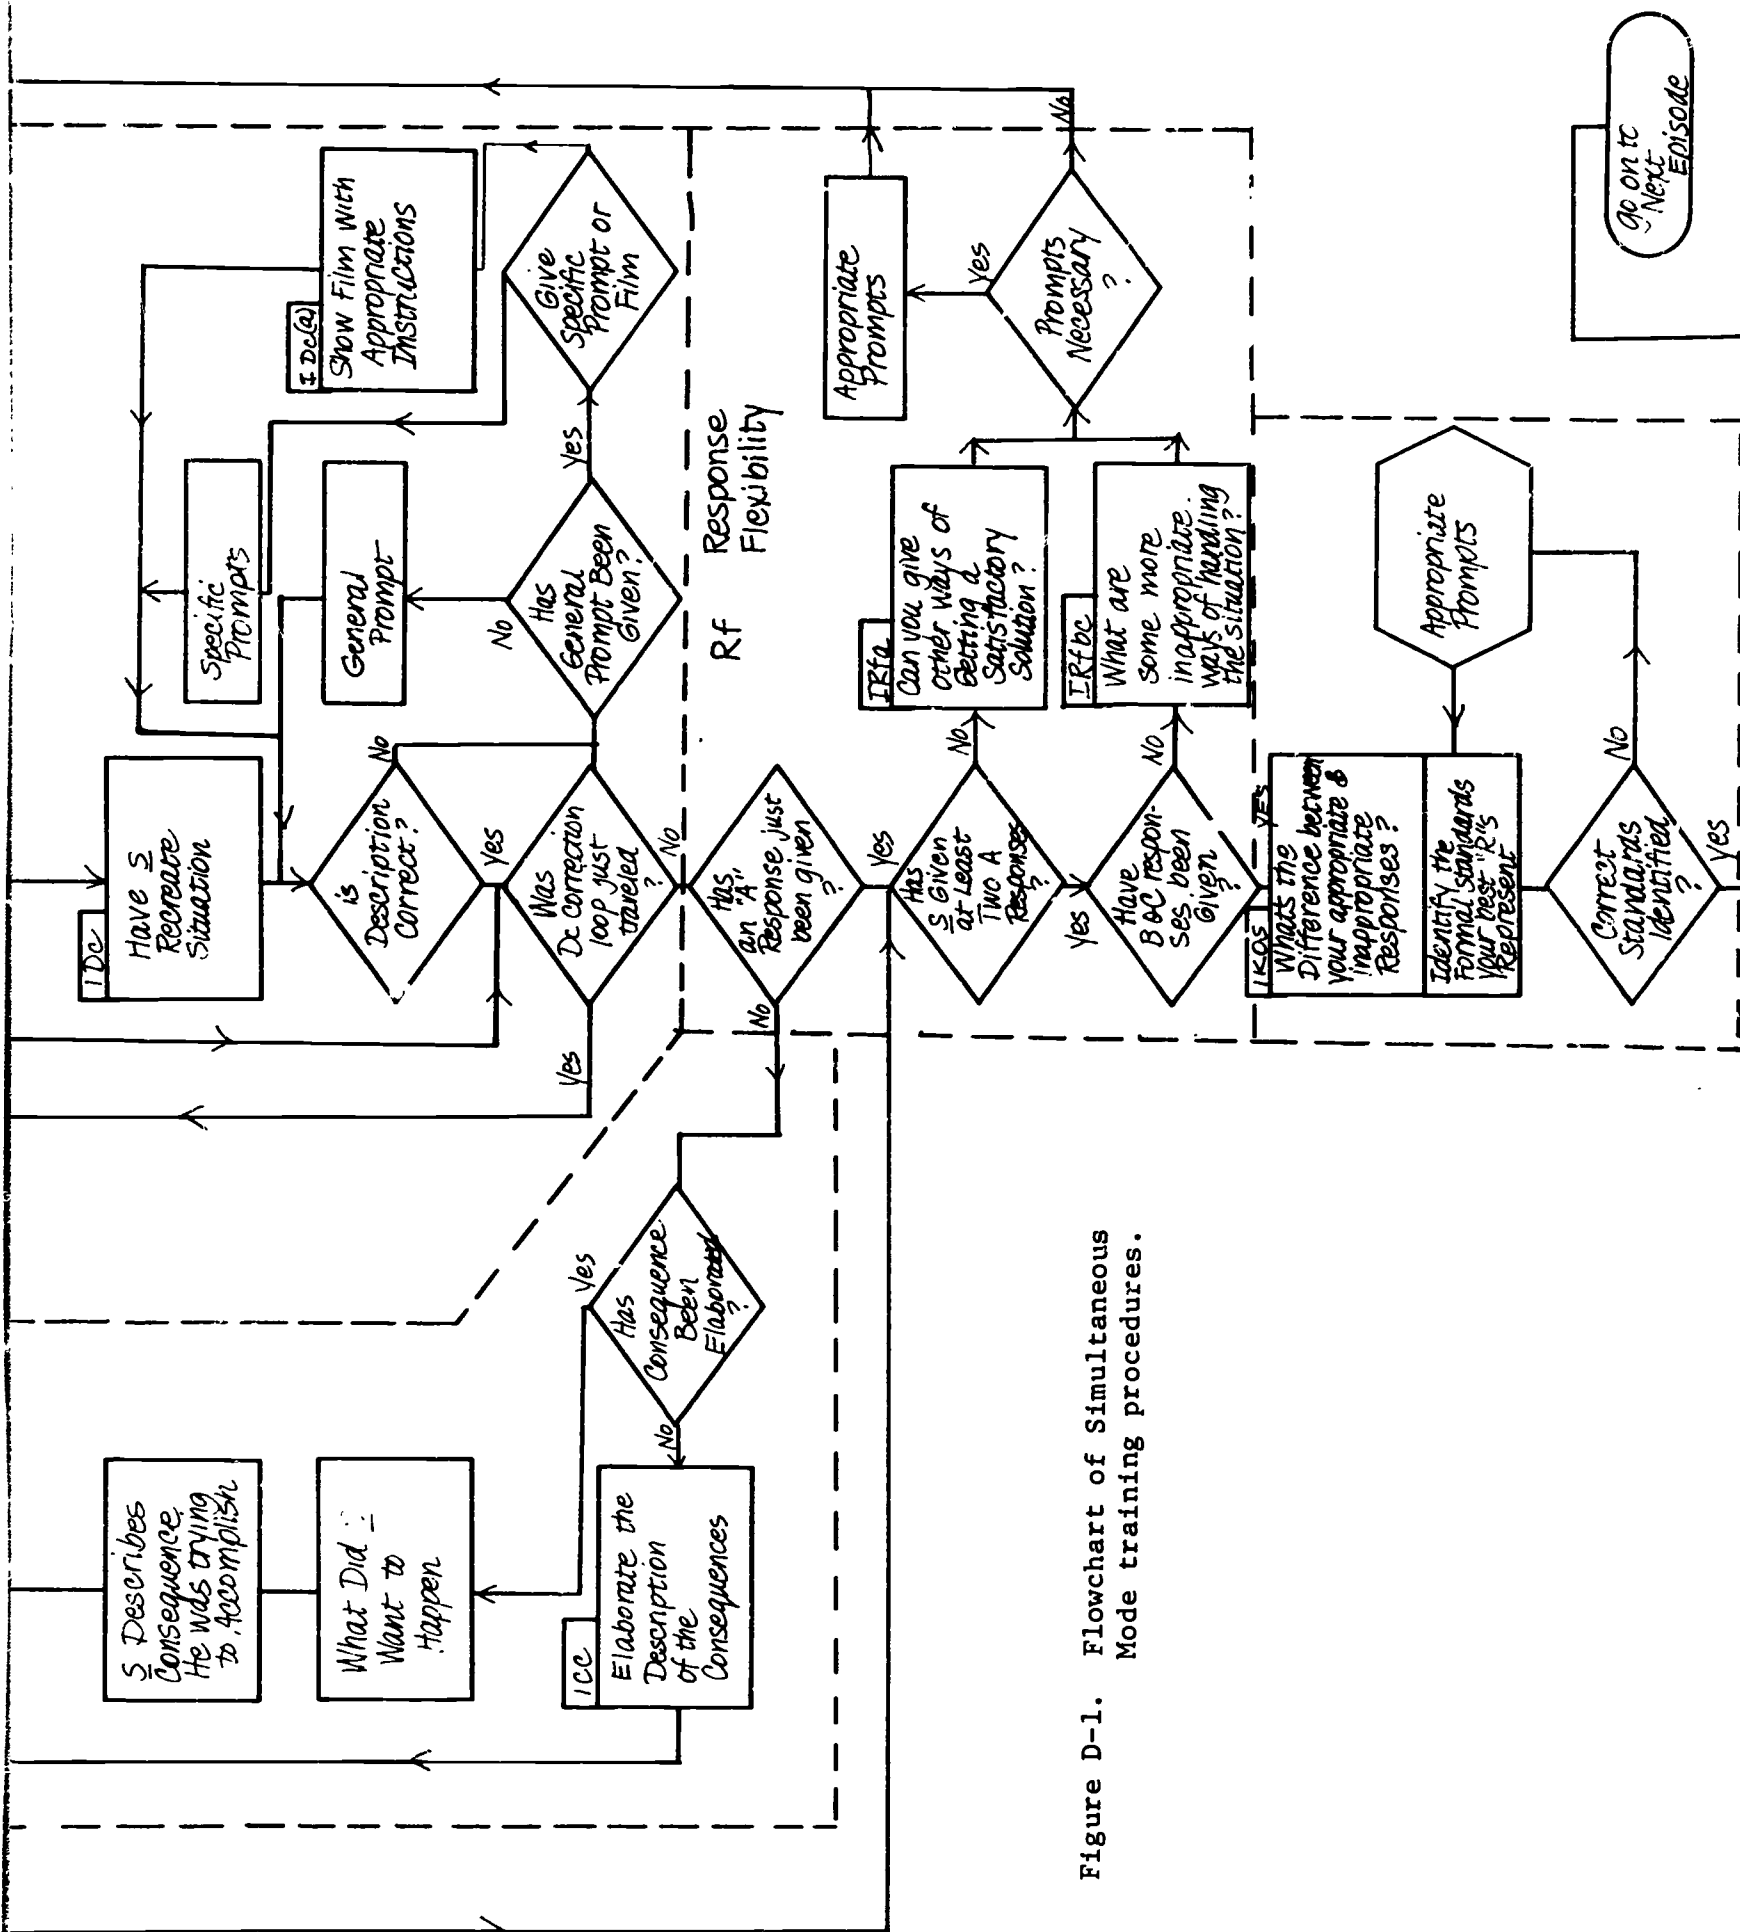 IDc
Have S
Recreate
Situation
is
Description
Correct?
No
Yes
Was
Dc Correction
loop just
traveled
?
Yes
No
Specific
Prompts
General
Prompt
No
Has
General
Prompt Been
Given?
Yes
IDc(a)
Show Film With
Appropriate
Instructions
Give
Specific
Prompt or
Film
Rf
Response
Flexibility
S Describes
Consequence
He was trying
to Accomplish
What Did
Want to
Happen
ICC
Elaborate the
Description
of the
Consequences
No
Has
Consequence
Been
Elaborated
?
Yes
Has
an "A"
Response just
been given
?
No
Yes
Has
S Given
at Least
Two A
Responses
?
No
Yes
IRfa
Can you give
other ways of
Getting a
Satisfactory
Solution?
Have
B&C respon-
ses been
Given
?
No
Yes
IRfbc
What are
some more
inappropriate
ways of handling
the situation?
Appropriate
Prompts
Yes
Prompts
Necessary
?
No
IKOS
Whats the
Difference between
your appropriate &
inappropriate
Responses?
Identify the
Formal standards
your best "R"s
Represent
Correct
Standards
Identified
?
No
Yes
Appropriate
Prompts
go on to
Next
Episode
Figure D-1. Flowchart of Simultaneous
Mode training procedures.